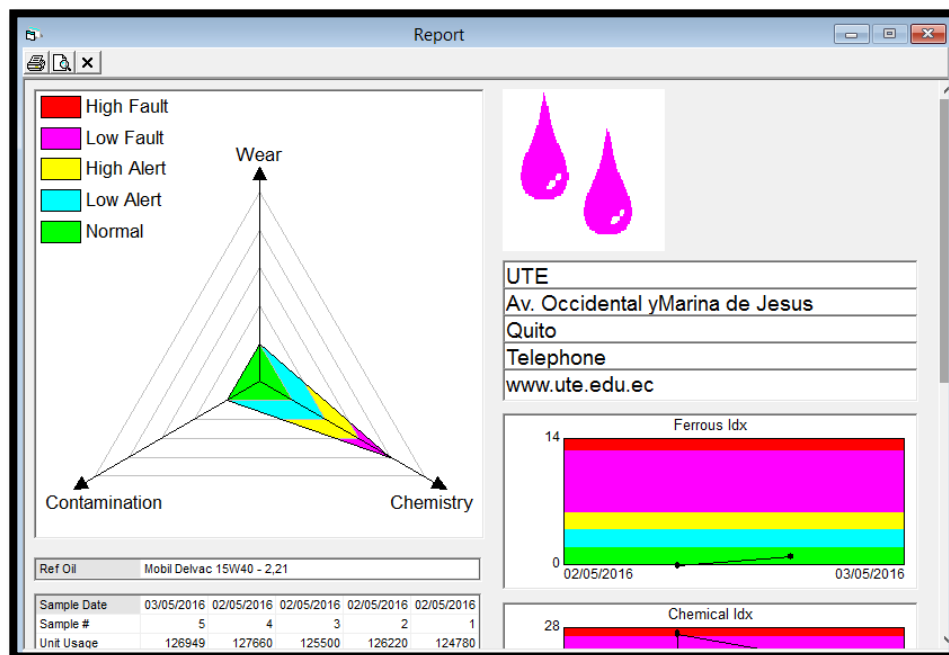 Report
High Fault
Low Fault
High Alert
Low Alert
Normal
Wear
Contamination
Chemistry
UTE
Av. Occidental yMarina de Jesus
Quito
Telephone
www.ute.edu.ec
Ferrous Idx
14
0
02/05/2016 03/05/2016
Ref Oil Mobil Delvac 15W40 - 2,21
Sample Date 03/05/2016 02/05/2016 02/05/2016 02/05/2016 02/05/2016
Sample # 5 4 3 2 1
Unit Usage 126949 127660 125500 126220 124780
Chemical Idx
28